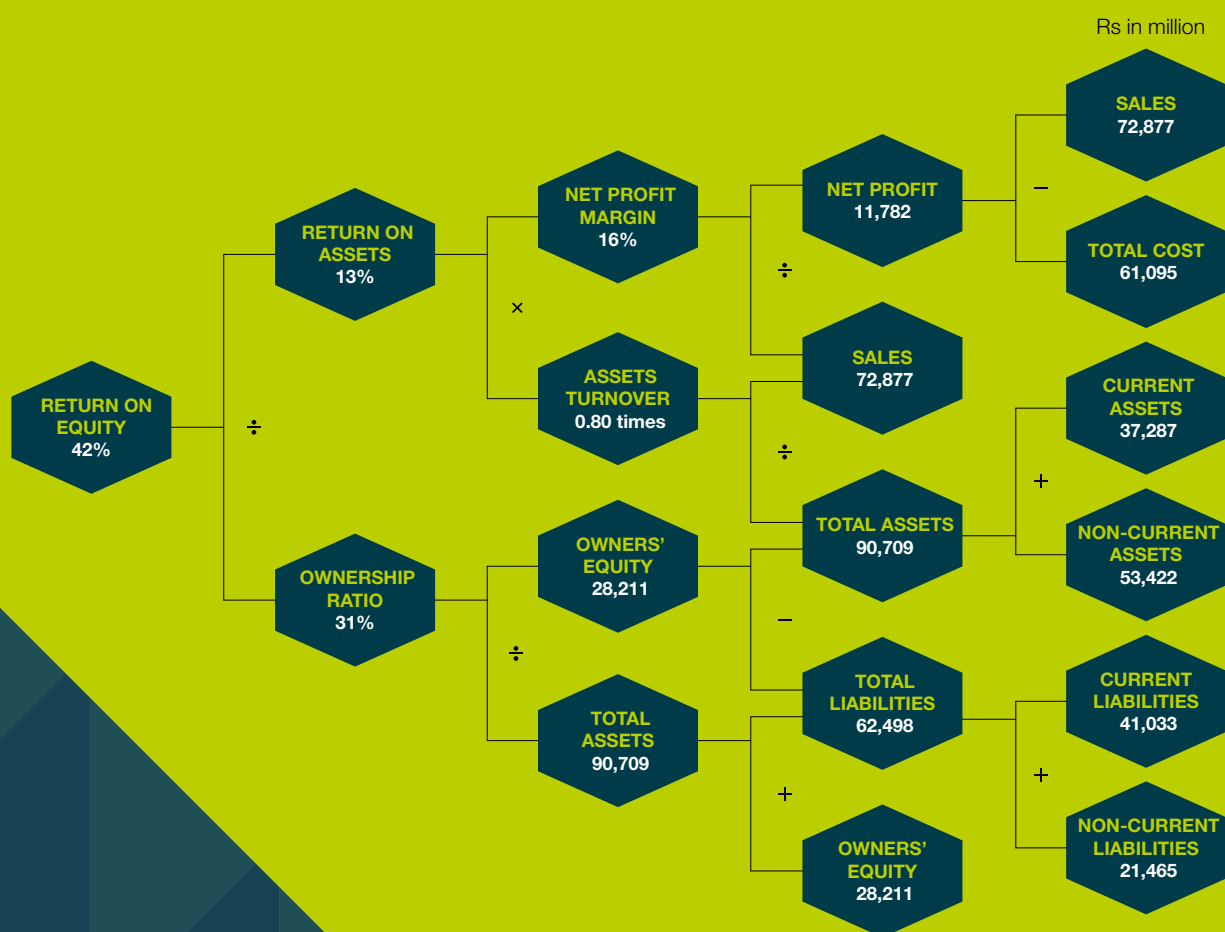 Rs in million
SALES
72,877
−
TOTAL COST
61,095
NET PROFIT
11,782
÷
SALES
72,877
NET PROFIT
MARGIN
16%
×
ASSETS
TURNOVER
0.80 times
RETURN ON
ASSETS
13%
÷
CURRENT
ASSETS
37,287
+
NON-CURRENT
ASSETS
53,422
TOTAL ASSETS
90,709
RETURN ON
EQUITY
42%
÷
OWNERSHIP
RATIO
31%
OWNERS’
EQUITY
28,211
÷
TOTAL
ASSETS
90,709
−
TOTAL
LIABILITIES
62,498
+
OWNERS’
EQUITY
28,211
CURRENT
LIABILITIES
41,033
+
NON-CURRENT
LIABILITIES
21,465